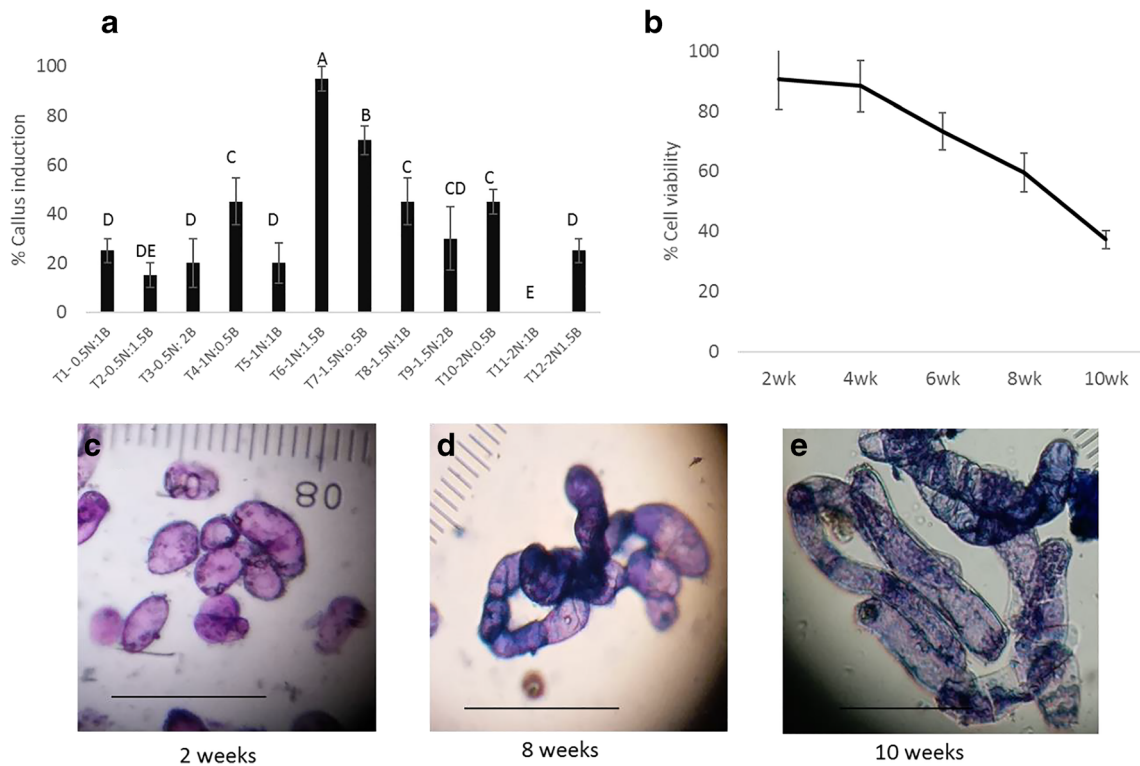 a
% Callus induction
100
80
60
40
20
0
D
DE
D
C
D
A
B
C
CD
C
E
D
T1- 0.5N:1B
T2-0.5N:1.5B
T3-0.5N: 2B
T4-1N:0.5B
T5-1N:1B
T6-1N:1.5B
T7-1.5N:o.5B
T8-1.5N:1B
T9-1.5N:2B
T10-2N:0.5B
T11-2N:1B
T12-2N1.5B
b
% Cell viability
100
80
60
40
20
0
2wk 4wk 6wk 8wk 10wk
c
80
2 weeks
d
8 weeks
e
10 weeks